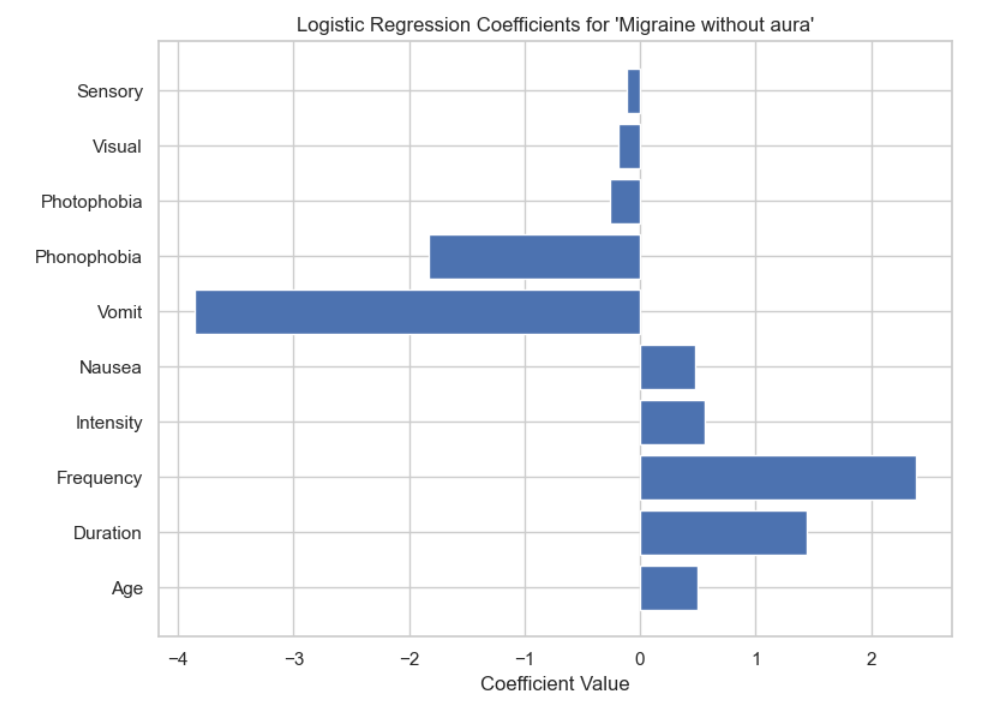 Logistic Regression Coefficients for 'Migraine without aura'
Sensory
Visual
Photophobia
Phonophobia
Vomit
Nausea
Intensity
Frequency
Duration
Age
−4 −3 −2 −1 0 1 2
Coefficient Value